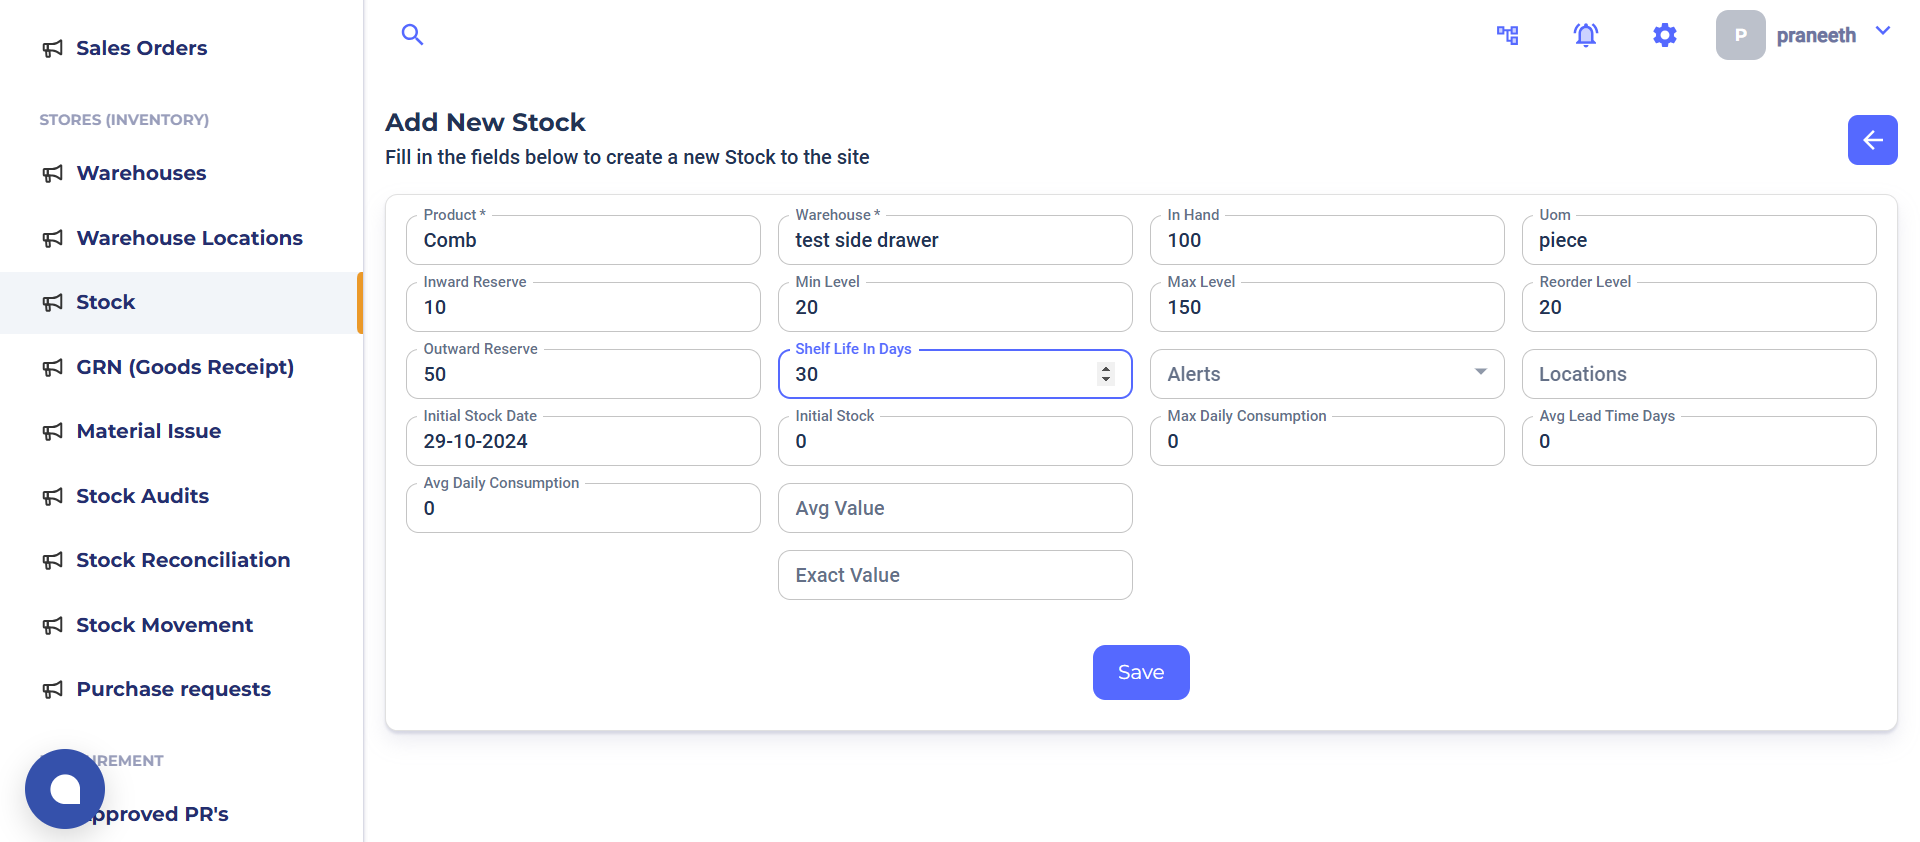 Sales Orders
STORES (INVENTORY)
Warehouses
Warehouse Locations
Stock
GRN (Goods Receipt)
Material Issue
Stock Audits
Stock Reconciliation
Stock Movement
Purchase requests
P praneeth
Add New Stock
Fill in the fields below to create a new Stock to the site
Product *
Comb
Warehouse *
test side drawer
In Hand
100
Uom
piece
Inward Reserve
10
Min Level
20
Max Level
150
Reorder Level
20
Outward Reserve
50
Shelf Life In Days
30
Alerts
Locations
Initial Stock Date
29-10-2024
Initial Stock
0
Max Daily Consumption
0
Avg Lead Time Days
0
Avg Daily Consumption
0
Avg Value
Exact Value
Save
PR's